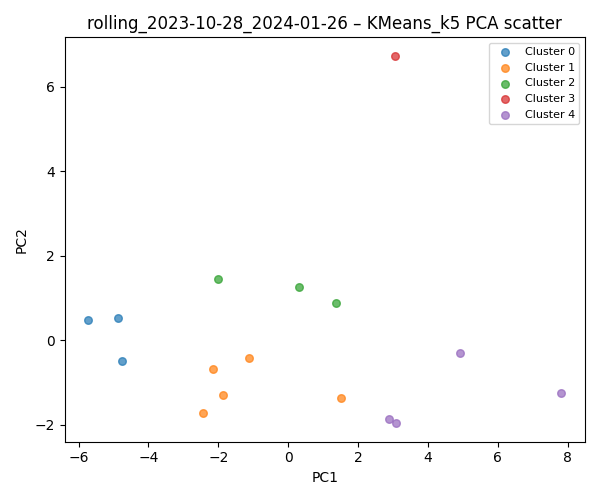 rolling_2023-10-28_2024-01-26 – KMeans_k5 PCA scatter
Cluster 0
Cluster 1
Cluster 2
Cluster 3
Cluster 4
PC2
6
4
2
0
−2
−6
−4
−2
0
2
4
6
8
PC1